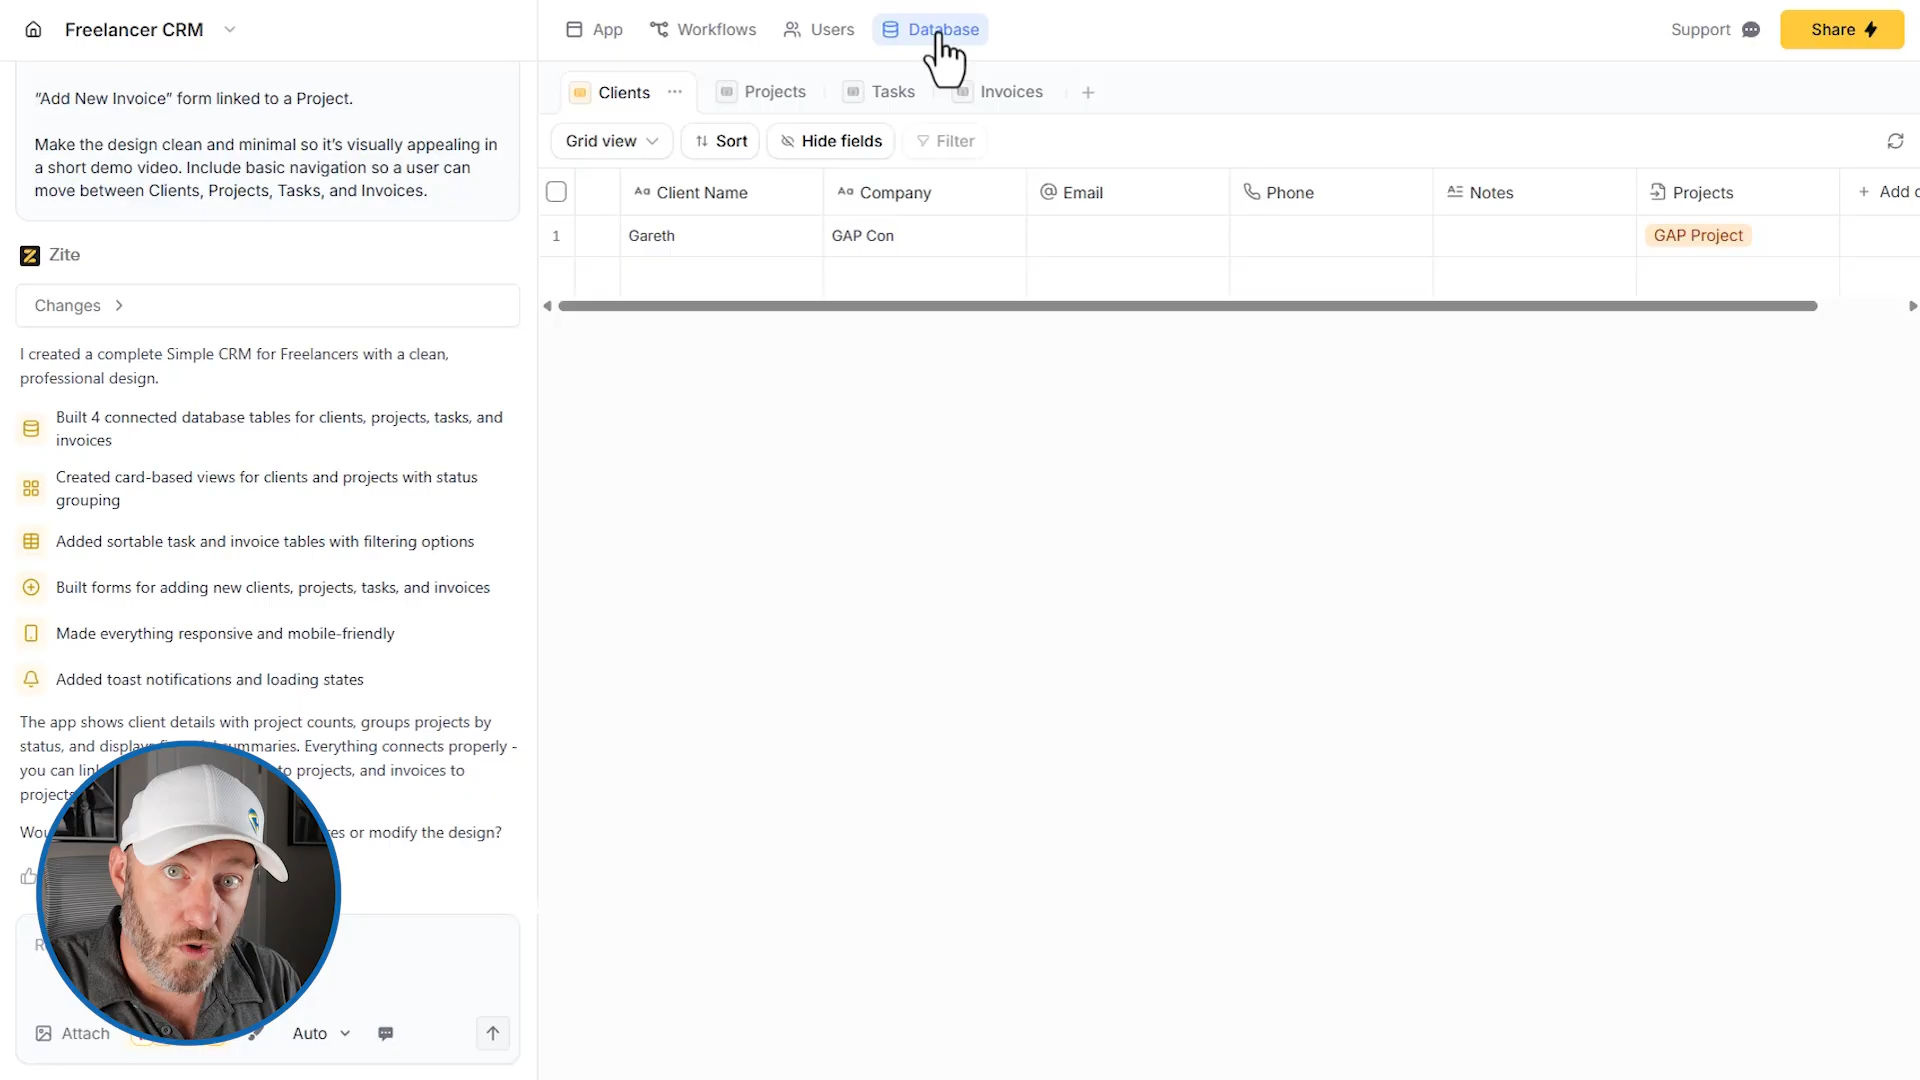 Freelancer CRM
App
Workflows
Users
Database
Support
Share
“Add New Invoice” form linked to a Project.
Make the design clean and minimal so it’s visually appealing in
a short demo video. Include basic navigation so a user can
move between Clients, Projects, Tasks, and Invoices.
Zite
Changes
I created a complete Simple CRM for Freelancers with a clean,
professional design.
Built 4 connected database tables for clients, projects, tasks, and
invoices
Created card-based views for clients and projects with status
grouping
Added sortable task and invoice tables with filtering options
Built forms for adding new clients, projects, tasks, and invoices
Made everything responsive and mobile-friendly
Added toast notifications and loading states
The app shows client details with project counts, groups projects by
status, and displays summaries. Everything connects properly -
you can to projects, and invoices to
or modify the design?
Attach
Auto
Clients
Projects
Tasks
Invoices
Grid view
Sort
Hide fields
Filter
Client Name
Company
Email
Phone
Notes
Projects
Add
1
Gareth
GAP Con
GAP Project